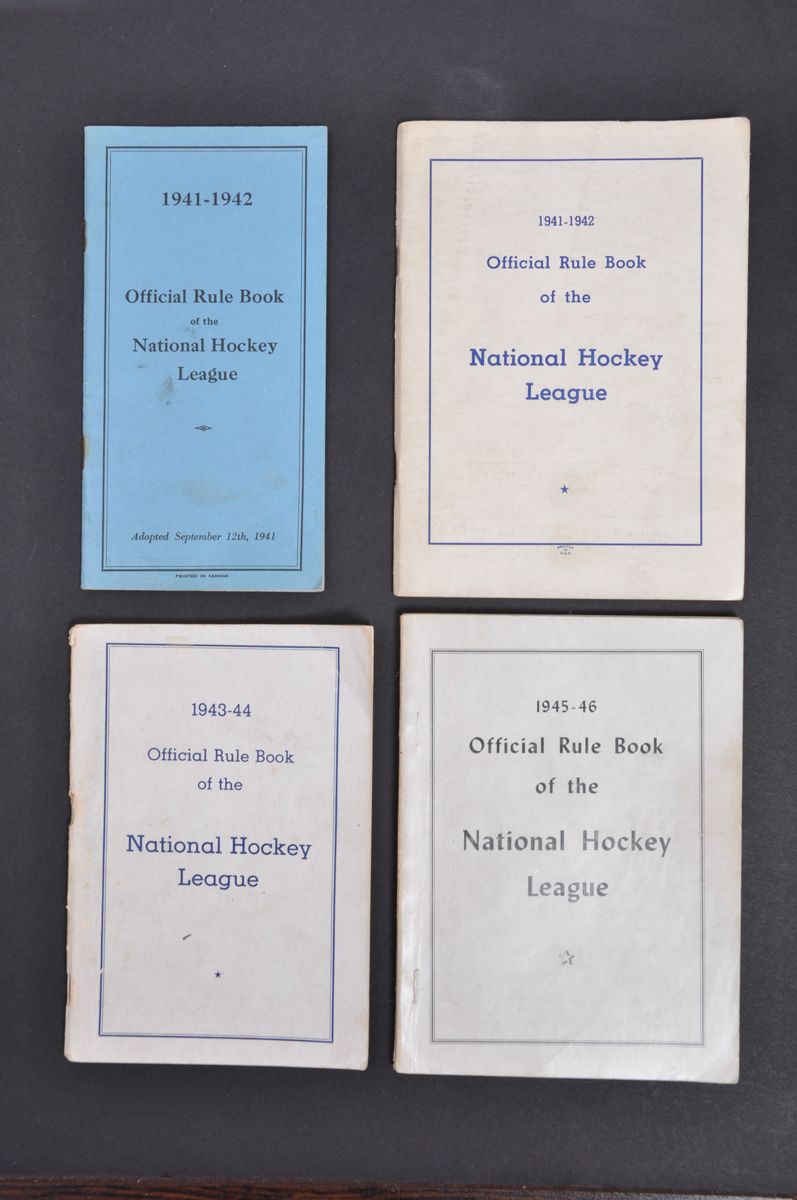 1941-1942
Official Rule Book
of the
National Hockey
League
Adopted September 12th, 1941
PRINTED IN CANADA
1941-1942
Official Rule Book
of the
National Hockey
League
PRINTED
IN
U.S.A.
1943-44
Official Rule Book
of the
National Hockey
League
1945-46
Official Rule Book
of the
National Hockey
League